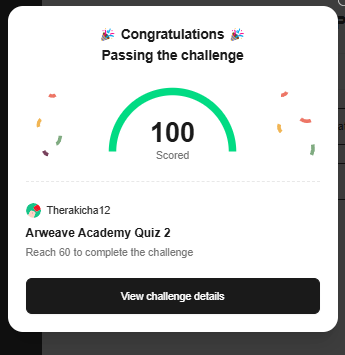 Congratulations
Passing the challenge
100
Scored
Therakicha12
Arweave Academy Quiz 2
Reach 60 to complete the challenge
View challenge details